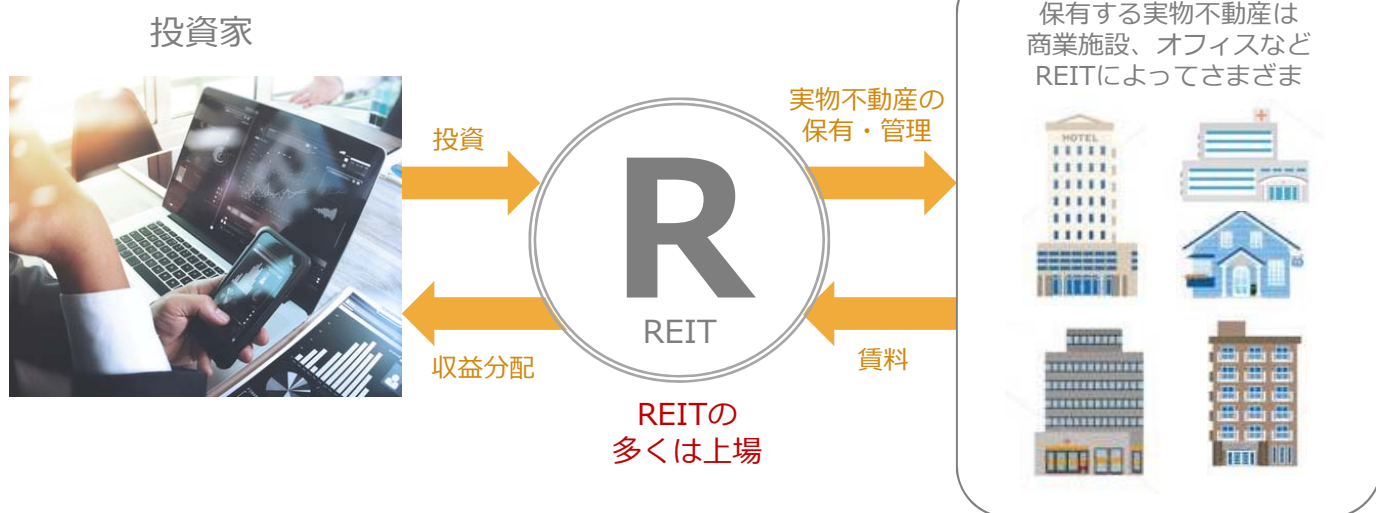 投資家
投資
収益分配
R
REIT
REITの
多くは上場
実物不動産の
保有・管理
賃料
保有する実物不動産は
商業施設、オフィスなど
REITによってさまざま
HOTEL